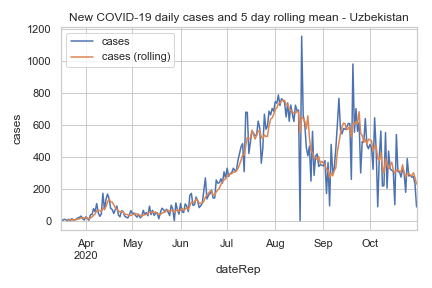 New COVID-19 daily cases and 5 day rolling mean - Uzbekistan
cases
cases (rolling)
1200
1000
800
600
400
200
0
cases
Apr
2020
May
Jun
Jul
Aug
Sep
Oct
dateRep